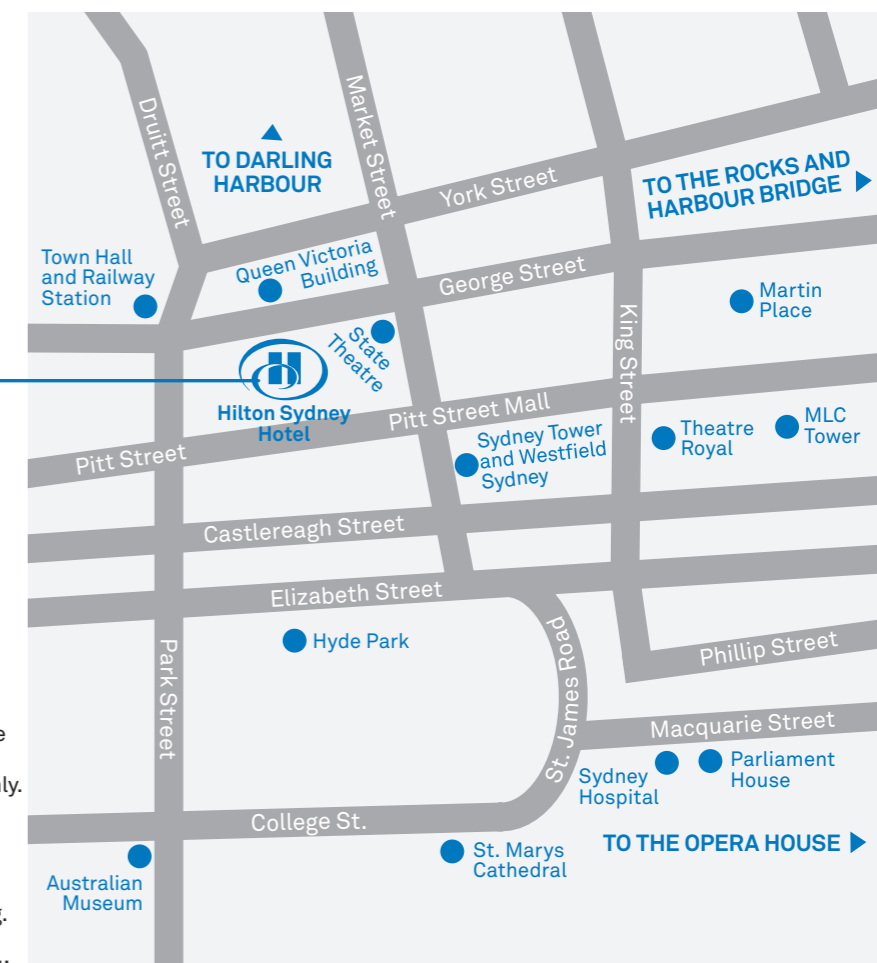 Druitt Street
Market Street
TO DARLING
HARBOUR
York Street
TO THE ROCKS AND
HARBOUR BRIDGE
Town Hall
and Railway
Station
Queen Victoria
Building
George Street
Martin
Place
State
Theatre
King Street
H
Hilton Sydney
Hotel
Pitt Street Mall
Pitt Street
Sydney Tower
and Westfield
Sydney
Theatre
Royal
MLC
Tower
Castlereagh Street
Elizabeth Street
Hyde Park
Park Street
St. James Road
Phillip Street
Macquarie Street
Sydney
Hospital
Parliament
House
College St.
TO THE OPERA HOUSE
St. Marys
Cathedral
Australian
Museum